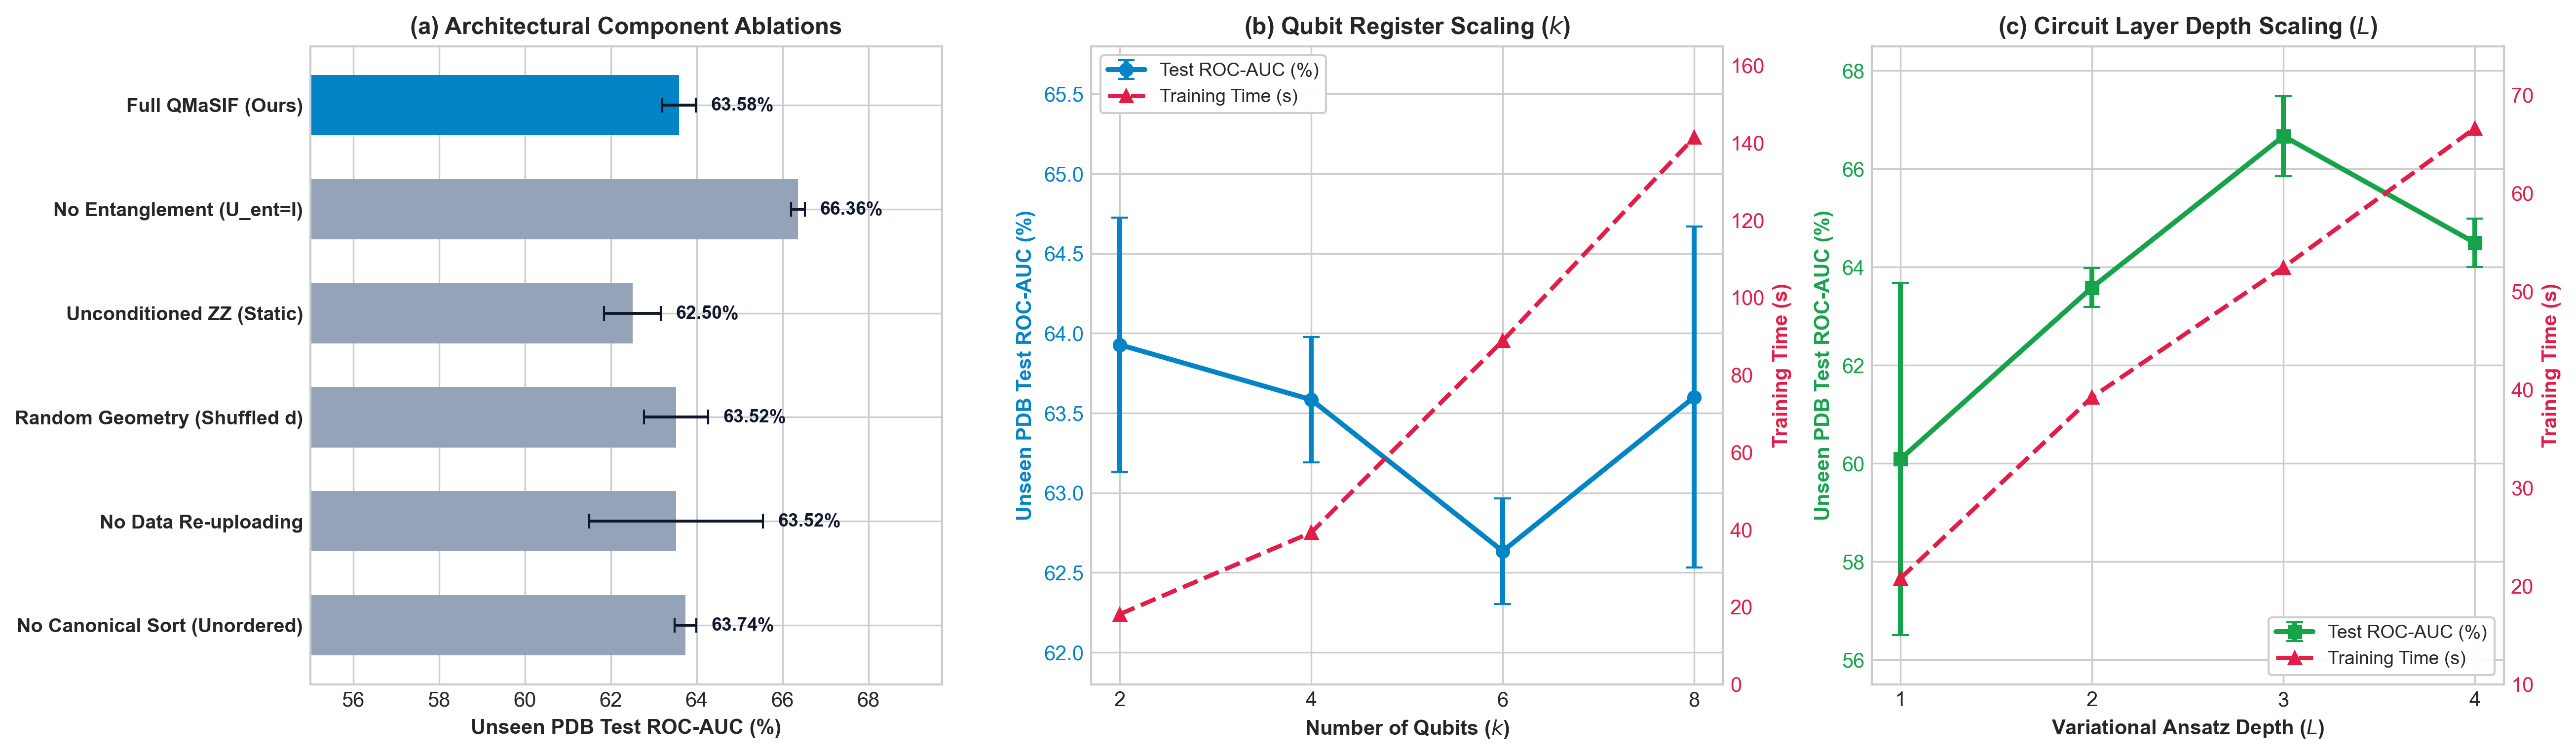 (a) Architectural Component Ablations
Full QMaSIF (Ours)
63.58%
No Entanglement (U_ent=I)
66.36%
Unconditioned ZZ (Static)
62.50%
Random Geometry (Shuffled d)
63.52%
No Data Re-uploading
63.52%
No Canonical Sort (Unordered)
63.74%
56 58 60 62 64 66 68
Unseen PDB Test ROC-AUC (%)
(b) Qubit Register Scaling (k)
Test ROC-AUC (%)
Training Time (s)
Unseen PDB Test ROC-AUC (%)
65.5
65.0
64.5
64.0
63.5
63.0
62.5
62.0
160
140
120
100
80
60
40
20
0
Training Time (s)
2 4 6 8
Number of Qubits (k)
(c) Circuit Layer Depth Scaling (L)
Unseen PDB Test ROC-AUC (%)
68
66
64
62
60
58
56
70
60
50
40
30
20
10
Training Time (s)
Test ROC-AUC (%)
Training Time (s)
1 2 3 4
Variational Ansatz Depth (L)